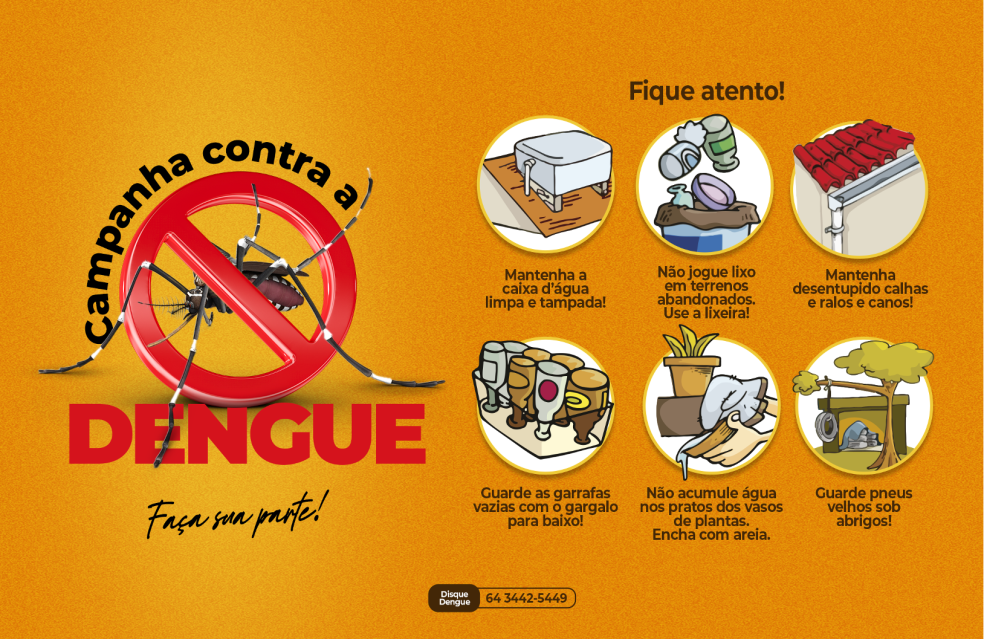 Campanha contra a
DENGUE
Faça sua parte!
Fique atento!
Mantenha a
caixa d'água
limpa e tampada!
Não jogue lixo
em terrenos
abandonados.
Use a lixeira!
Mantenha
desentupido calhas
e ralos e canos!
Guarde as garrafas
vazias com o gargalo
para baixo!
Não acumule água
nos pratos dos vasos
de plantas.
Encha com areia.
Guarde pneus
velhos sob
abrigos!
Disque
Dengue
64 3442-5449